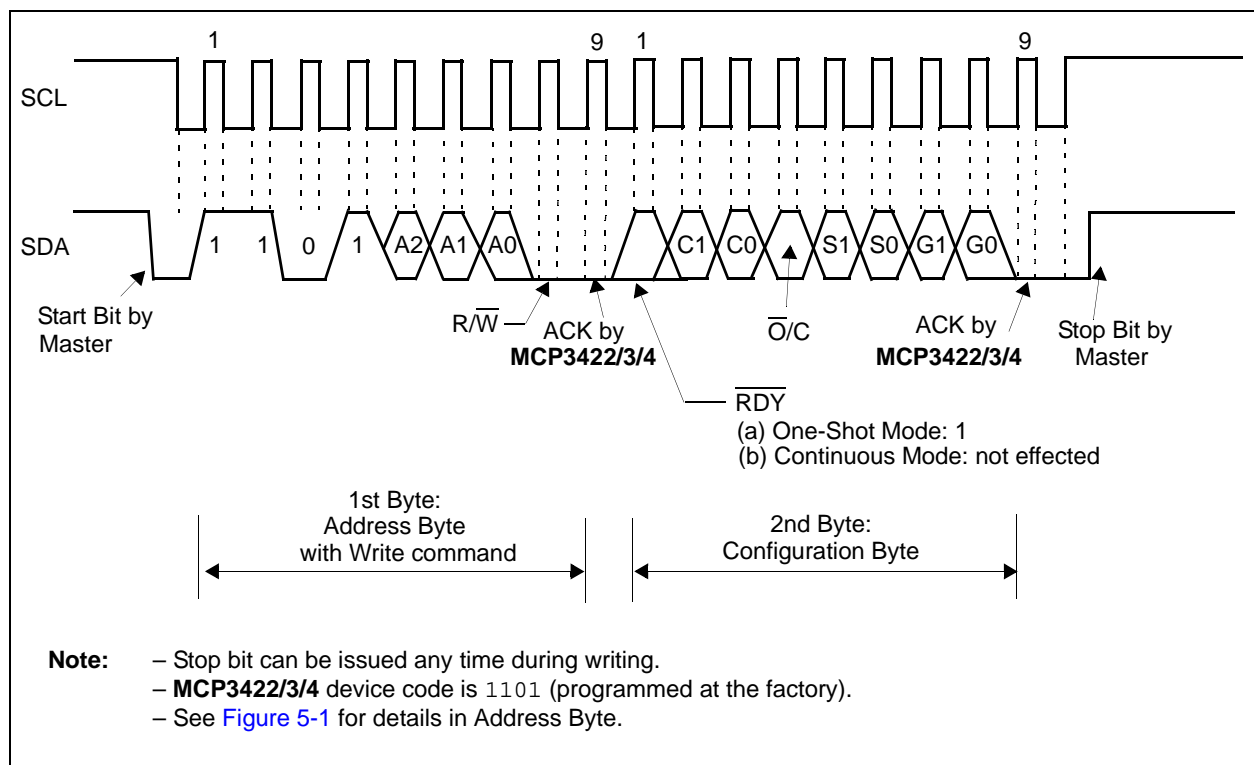 1 9 1 9
SCL
SDA
1 1 0 1 A2 A1 A0 C1 C0 S1 S0 G1 G0
Start Bit by
Master
R/W̅
ACK by
MCP3422/3/4
O̅/C
ACK by
MCP3422/3/4
Stop Bit by
Master
R̅D̅Y̅
(a) One-Shot Mode: 1
(b) Continuous Mode: not effected
1st Byte:
Address Byte
with Write command
2nd Byte:
Configuration Byte
Note: – Stop bit can be issued any time during writing.
– MCP3422/3/4 device code is 1101 (programmed at the factory).
– See Figure 5-1 for details in Address Byte.